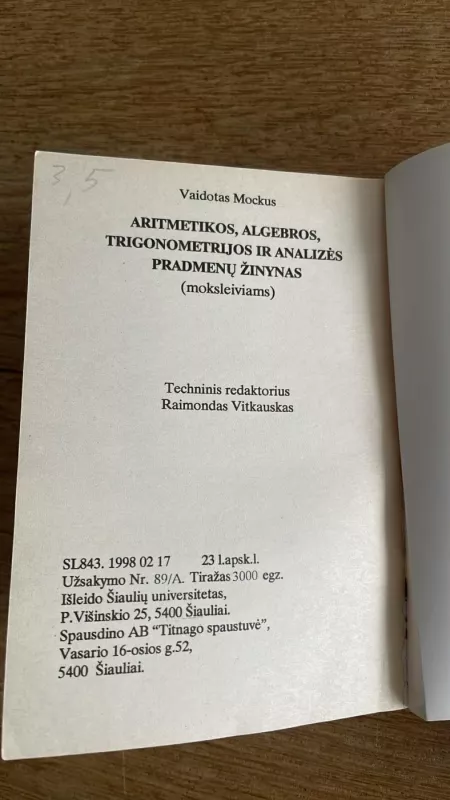 3,5
Vaidotas Mockus
ARITMETIKOS, ALGEBROS,
TRIGONOMETRIJOS IR ANALIZĖS
PRADMENŲ ŽINYNAS
(moksleiviams)
Techninis redaktorius
Raimondas Vitkauskas
SL843. 1998 02 17 23 l.apsk.l.
Užsakymo Nr. 89/A. Tiražas 3000 egz.
Išleido Šiaulių universitetas,
P.Višinskio 25, 5400 Šiauliai.
Spausdino AB "Titnago spaustuvė",
Vasario 16-osios g.52,
5400 Šiauliai.